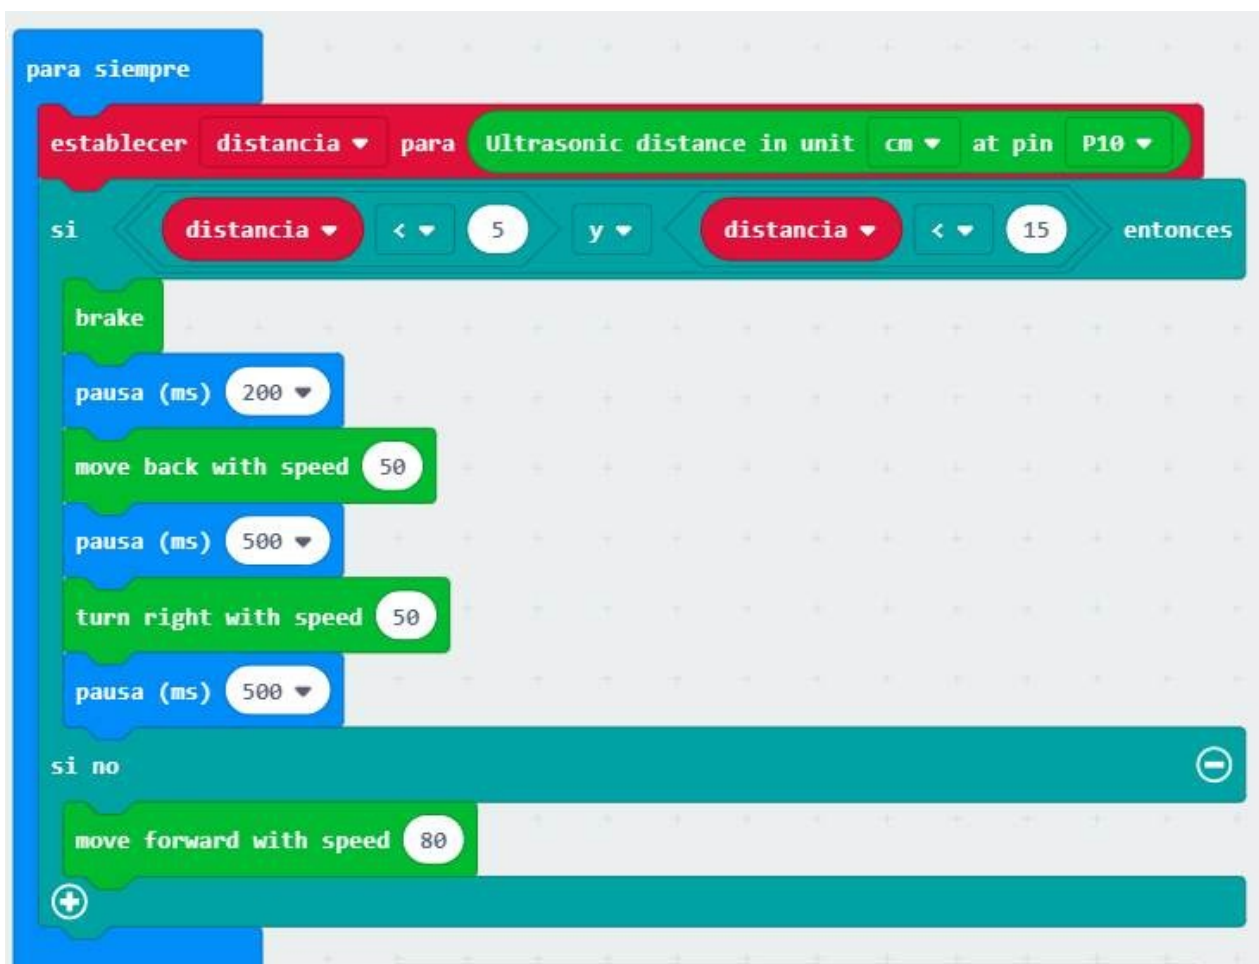 para siempre
establecer distancia para Ultrasonic distance in unit cm at pin P10
si distancia < 5 y distancia < 15 entonces
brake
pausa (ms) 200
move back with speed 50
pausa (ms) 500
turn right with speed 50
pausa (ms) 500
si no
move forward with speed 80